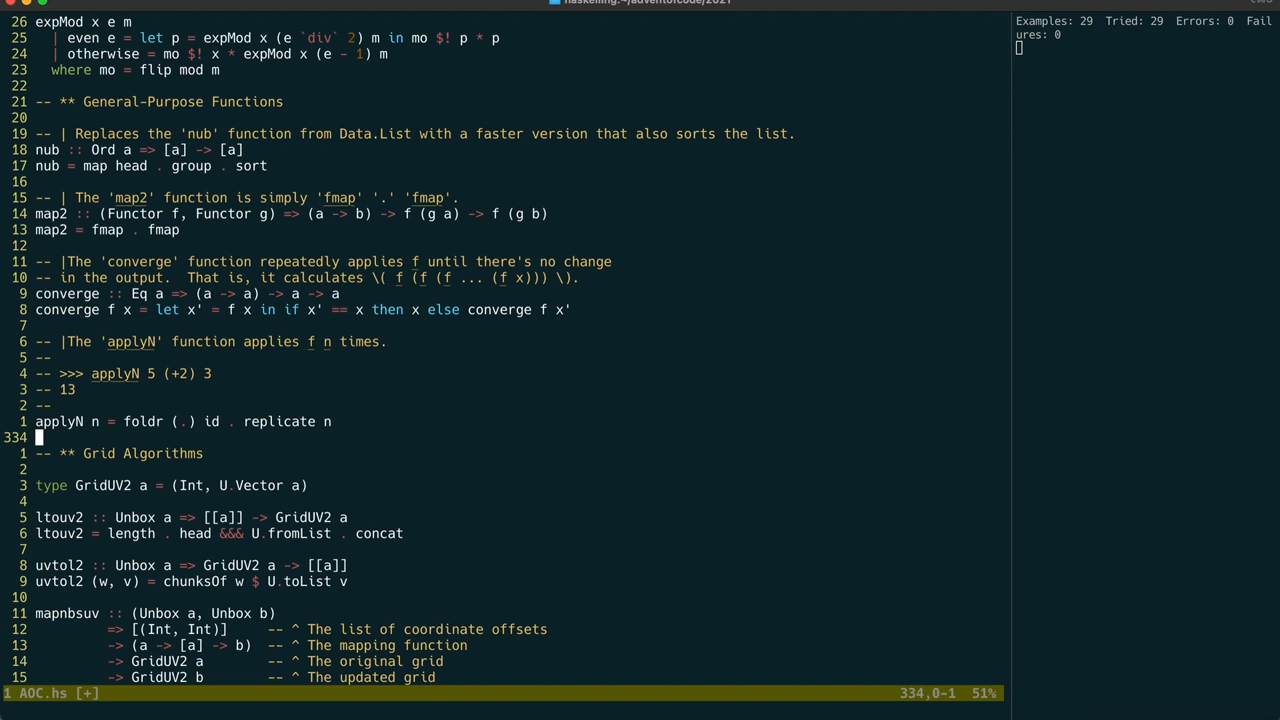 haskelling:~/adventofcode/2021
26 expMod x e m
25   | even e = let p = expMod x (e `div` 2) m in mo $! p * p
24   | otherwise = mo $! x * expMod x (e - 1) m
23   where mo = flip mod m
22
21 -- ** General-Purpose Functions
20
19 -- | Replaces the 'nub' function from Data.List with a faster version that also sorts the list.
18 nub :: Ord a => [a] -> [a]
17 nub = map head . group . sort
16
15 -- | The 'map2' function is simply 'fmap' '.' 'fmap'.
14 map2 :: (Functor f, Functor g) => (a -> b) -> f (g a) -> f (g b)
13 map2 = fmap . fmap
12
11 -- |The 'converge' function repeatedly applies f until there's no change
10 -- in the output.  That is, it calculates \( f (f (f ... (f x))) \).
9 converge :: Eq a => (a -> a) -> a -> a
8 converge f x = let x' = f x in if x' == x then x else converge f x'
7
6 -- |The 'applyN' function applies f n times.
5 --
4 -- >>> applyN 5 (+2) 3
3 -- 13
2 --
1 applyN n = foldr (.) id . replicate n
334
1 -- ** Grid Algorithms
2
3 type GridUV2 a = (Int, U.Vector a)
4
5 ltouv2 :: Unbox a => [[a]] -> GridUV2 a
6 ltouv2 = length . head &&& U.fromList . concat
7
8 uvtol2 :: Unbox a => GridUV2 a -> [[a]]
9 uvtol2 (w, v) = chunksOf w $ U.toList v
10
11 mapnbsuv :: (Unbox a, Unbox b)
12          => [(Int, Int)]     -- ^ The list of coordinate offsets
13          -> (a -> [a] -> b)  -- ^ The mapping function
14          -> GridUV2 a        -- ^ The original grid
15          -> GridUV2 b        -- ^ The updated grid
1 AOC.hs [+] 334,0-1 51%
Examples: 29  Tried: 29  Errors: 0  Fail
ures: 0